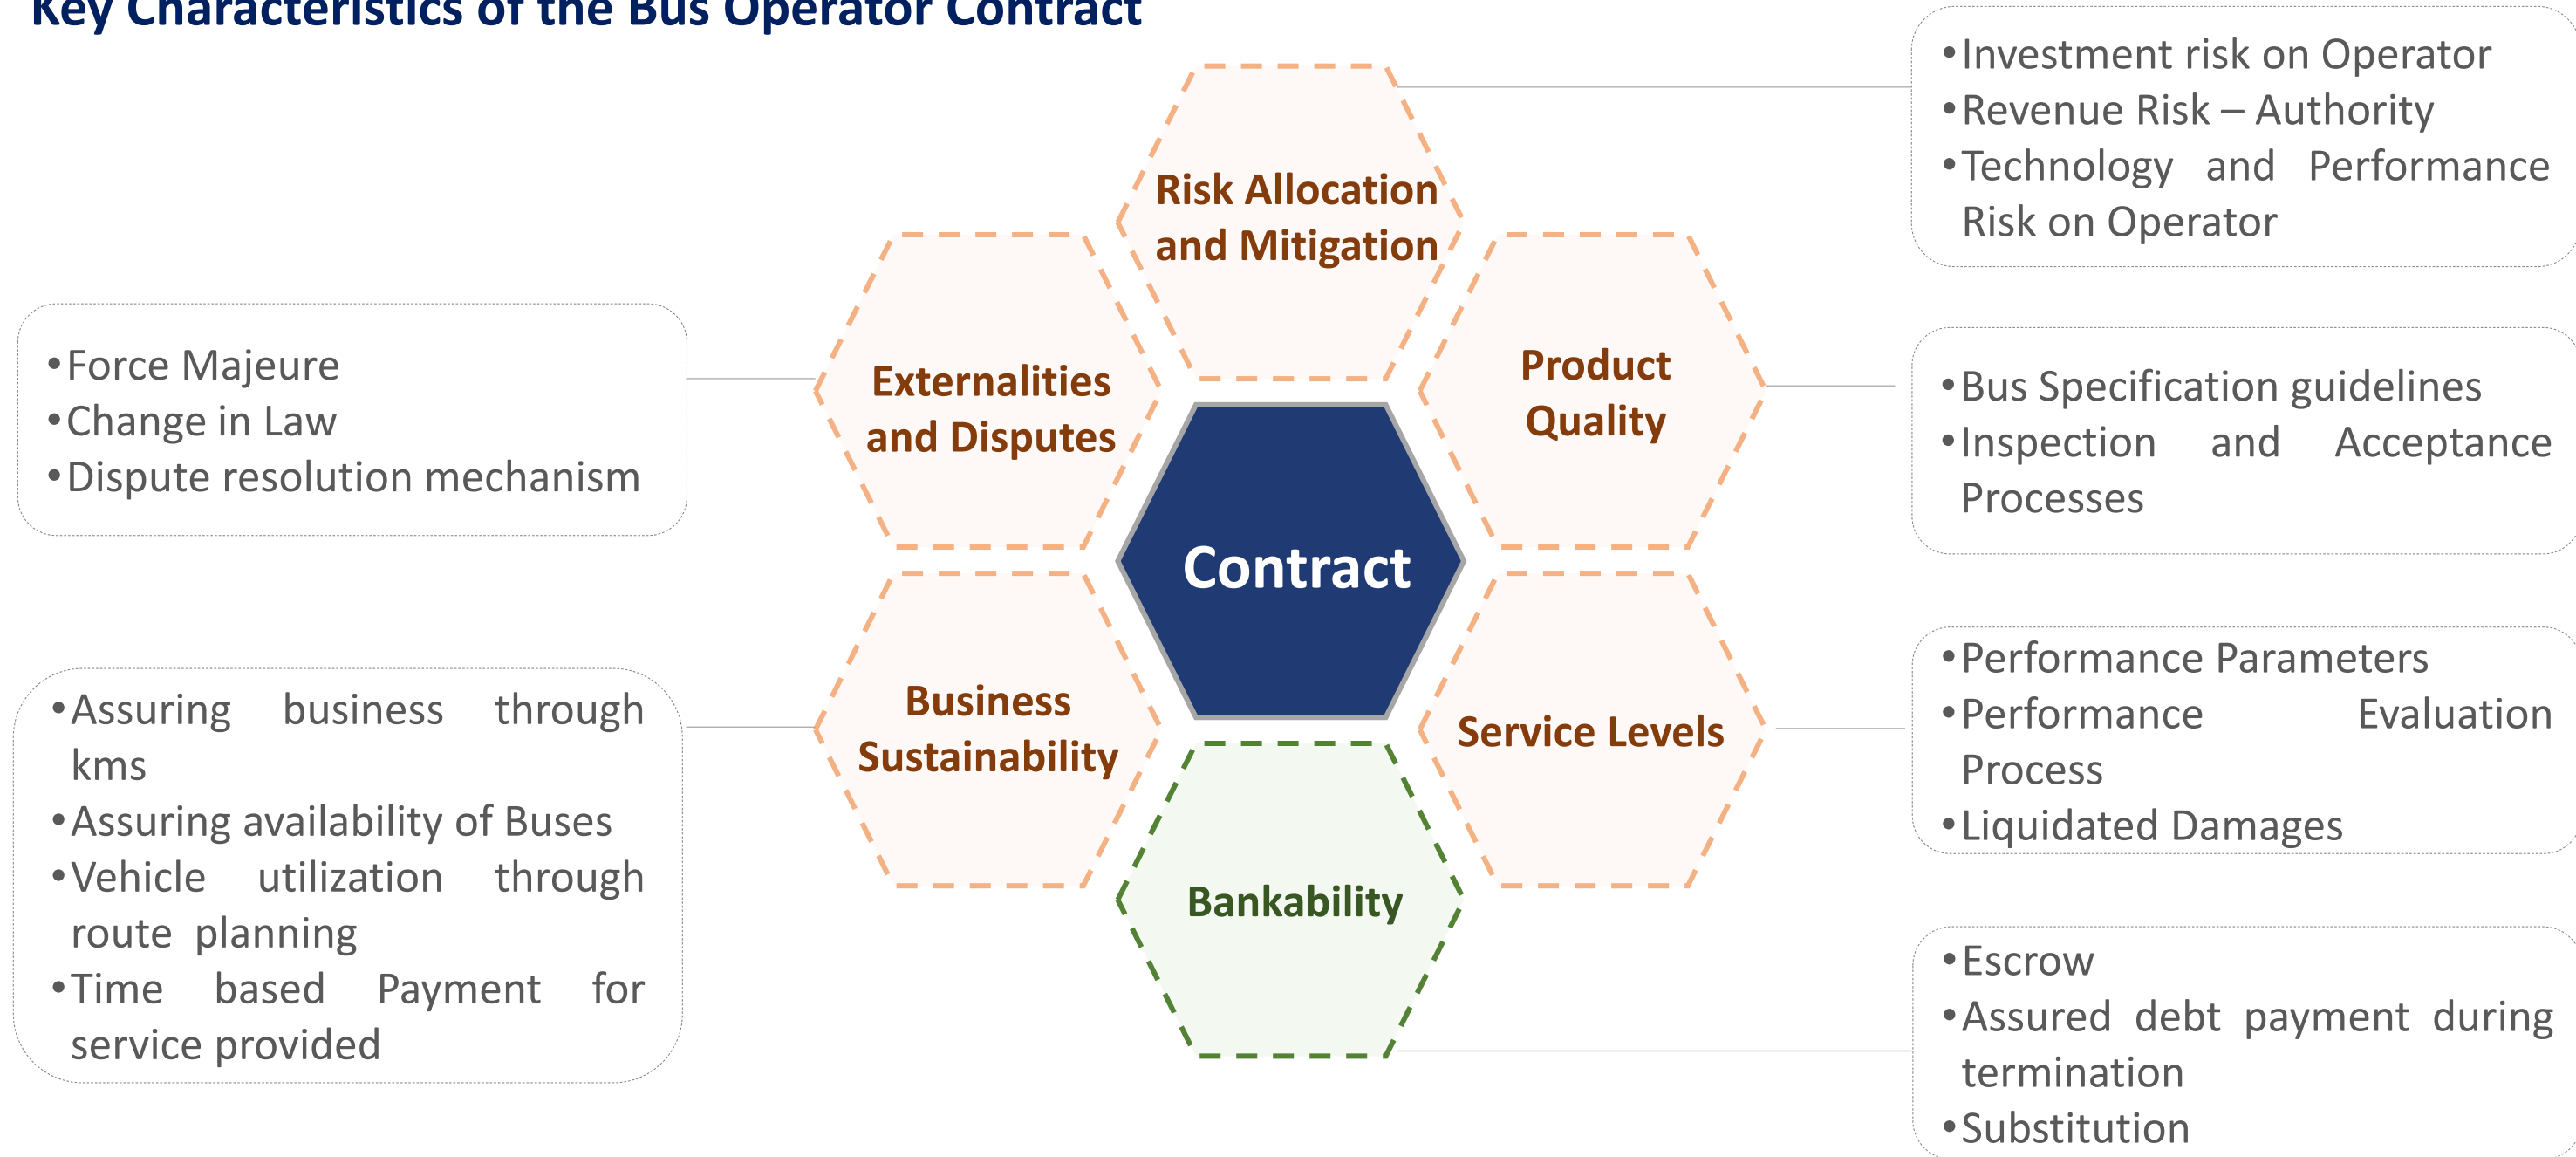 Key Characteristics of the Bus Operator Contract
•Investment risk on Operator
•Revenue Risk – Authority
•Technology and Performance
Risk on Operator
Risk Allocation
and Mitigation
•Force Majeure
•Change in Law
•Dispute resolution mechanism
Externalities
and Disputes
Product
Quality
•Bus Specification guidelines
•Inspection and Acceptance
Processes
Contract
•Assuring business through
kms
•Assuring availability of Buses
•Vehicle utilization through
route planning
•Time based Payment for
service provided
Business
Sustainability
Service Levels
•Performance Parameters
•Performance Evaluation
Process
•Liquidated Damages
Bankability
•Escrow
•Assured debt payment during
termination
•Substitution